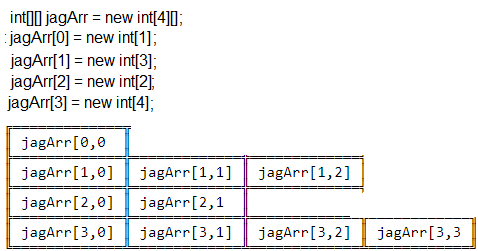 int[][] jagArr = new int[4][];
: jagArr[0] = new int[1];
jagArr[1] = new int[3];
jagArr[2] = new int[2];
jagArr[3] = new int[4];
jagArr[0,0
jagArr[1,0] jagArr[1,1] jagArr[1,2]
jagArr[2,0] jagArr[2,1
jagArr[3,0] jagArr[3,1] jagArr[3,2] jagArr[3,3